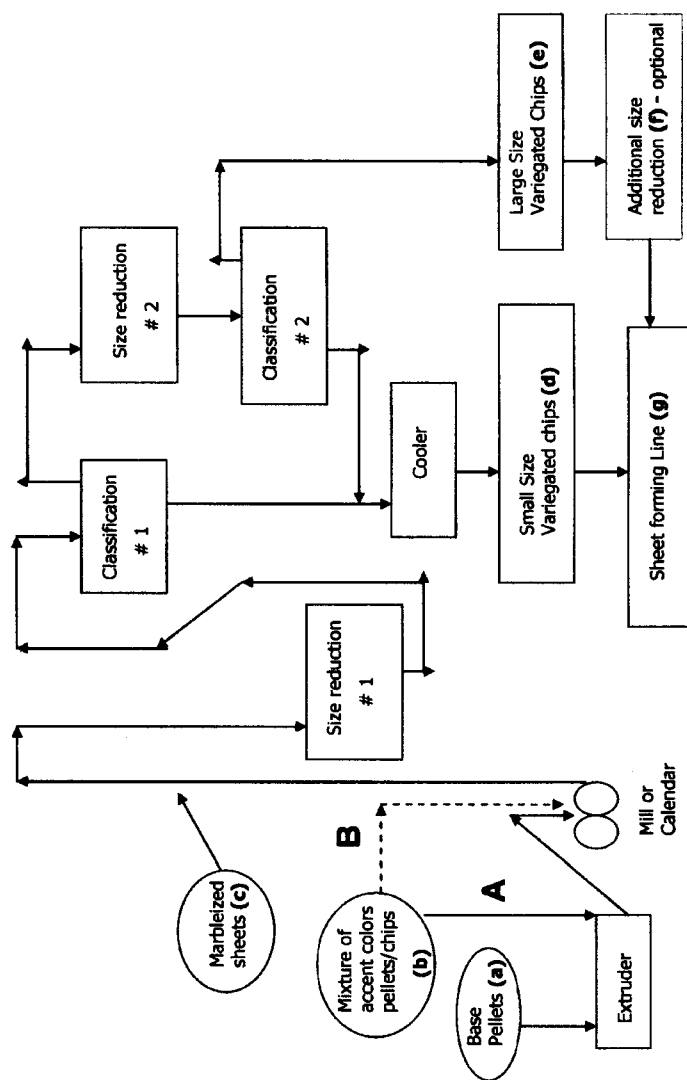 Base
Pellets (a)
Extruder
Mixture of
accent colors
pellets/chips
(b)
A
B
Marbleized
sheets (c)
Mill or
Calendar
Size reduction
# 1
Classification
# 1
Size reduction
# 2
Classification
# 2
Cooler
Small Size
Variegated chips (d)
Large Size
Variegated Chips (e)
Additional size
reduction (f) - optional
Sheet forming Line (g)